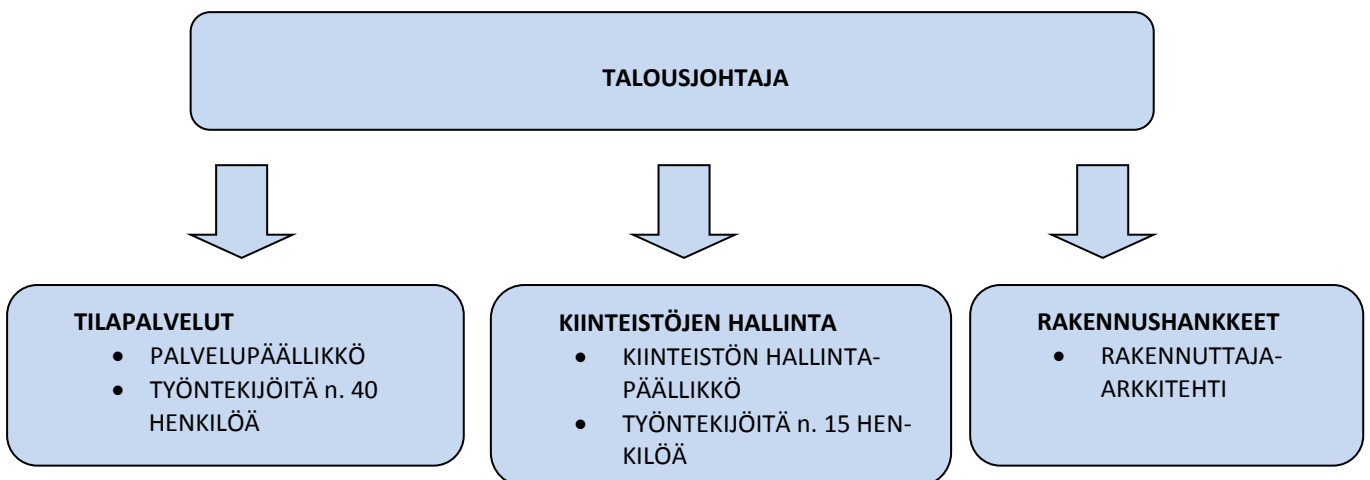 TALOUSJOHTAJA
TILAPALVELUT
• PALVELUPÄÄLLIKKÖ
• TYÖNTEKIJÖITÄ n. 40
HENKILÖÄ
KIINTEISTÖJEN HALLINTA
• KIINTEISTÖN HALLINTA-
PÄÄLLIKKÖ
• TYÖNTEKIJÖITÄ n. 15 HEN-
KILÖÄ
RAKENNUSHANKKEET
• RAKENNUTTAJA-
ARKKITEHTI